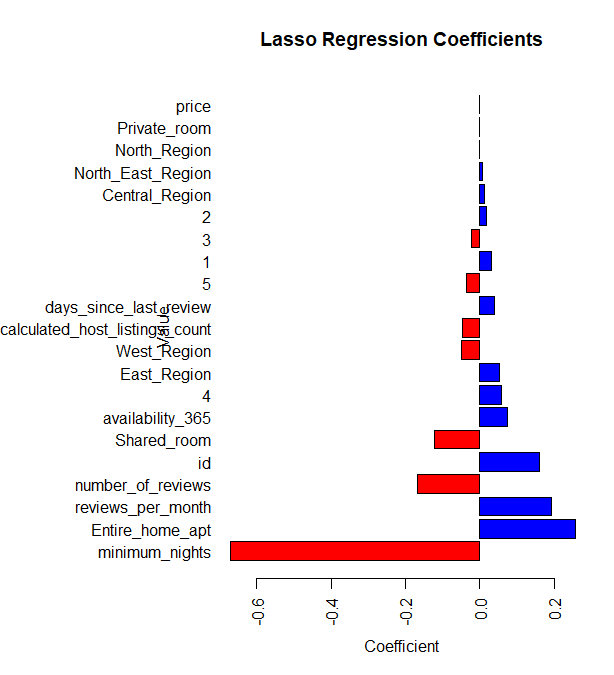 Lasso Regression Coefficients
price
Private_room
North_Region
North_East_Region
Central_Region
2
3
1
5
days_since_last_review
calculated_host_listings_count
West_Region
East_Region
4
availability_365
Shared_room
id
number_of_reviews
reviews_per_month
Entire_home_apt
minimum_nights
Value
-0.6
-0.4
-0.2
0.0
0.2
Coefficient